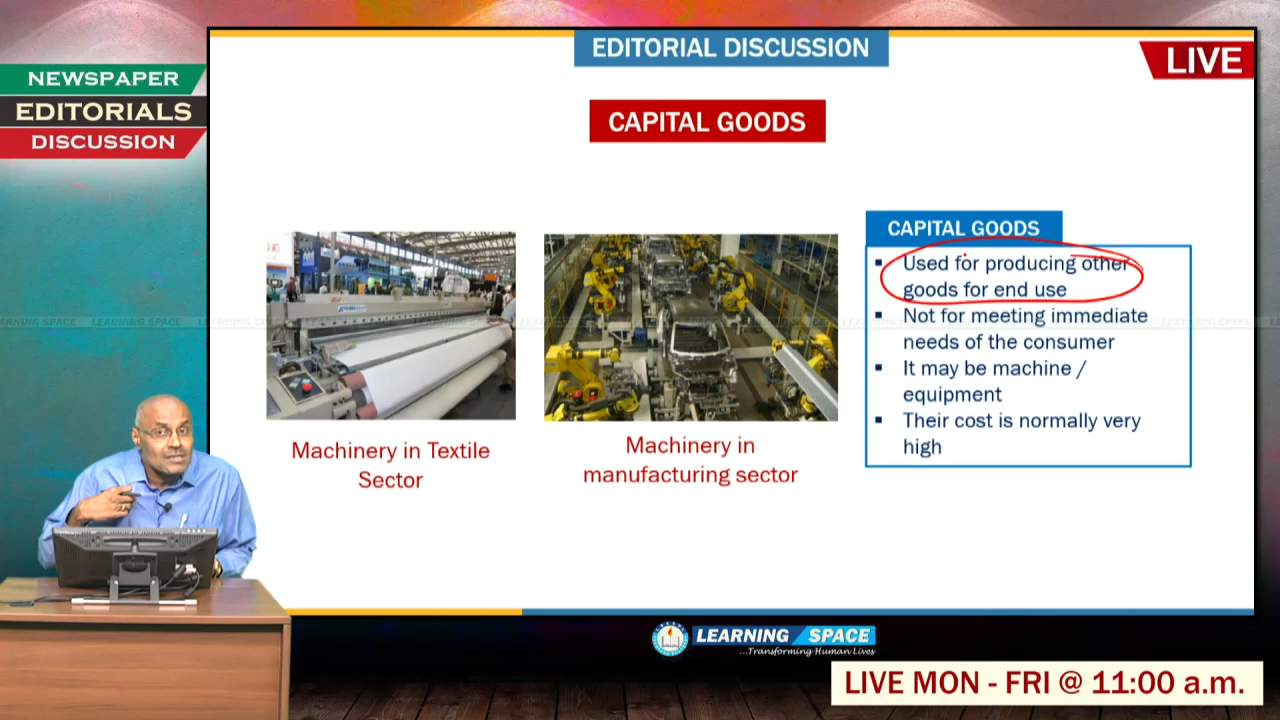 EDITORIAL DISCUSSION
LIVE
NEWSPAPER
EDITORIALS
DISCUSSION
CAPITAL GOODS
CAPITAL GOODS
▪ Used for producing other
goods for end use
▪ Not for meeting immediate
needs of the consumer
▪ It may be machine /
equipment
▪ Their cost is normally very
high
Machinery in Textile
Sector
Machinery in
manufacturing sector
LEARNING SPACE
...Transforming Human Lives
LIVE MON - FRI @ 11:00 a.m.